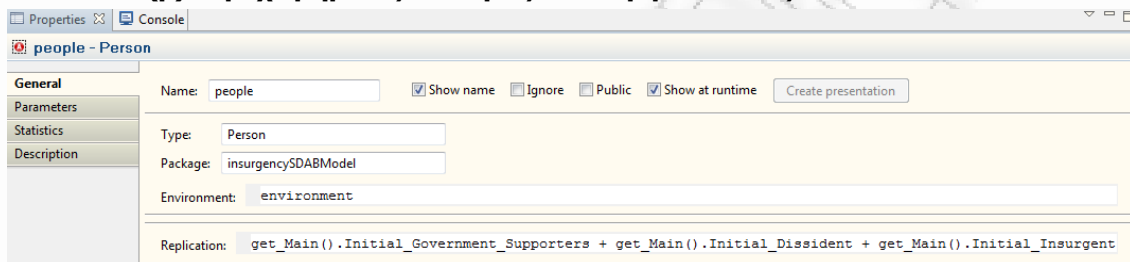 Properties Console
people - Person
General
Name: people Show name Ignore Public Show at runtime Create presentation
Parameters
Statistics
Type: Person
Description
Package: insurgencySDABModel
Environment: environment
Replication: get_Main().Initial_Government_Supporters + get_Main().Initial_Dissident + get_Main().Initial_Insurgent